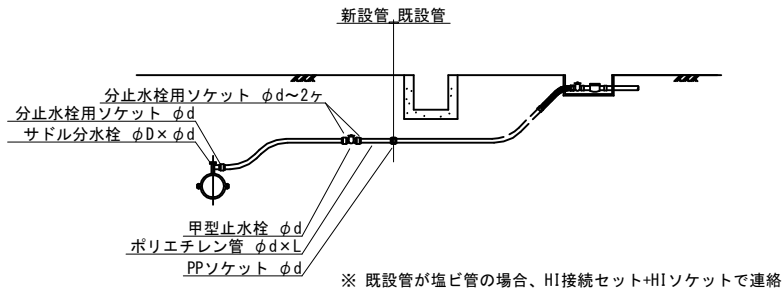 新設管 既設管
分止水栓用ソケット φd～2ヶ
分止水栓用ソケット φd
サドル分水栓 φD×φd
甲型止水栓 φd
ポリエチレン管 φd×L
PPソケット φd
※ 既設管が塩ビ管の場合、HI接続セット+HIソケットで連絡